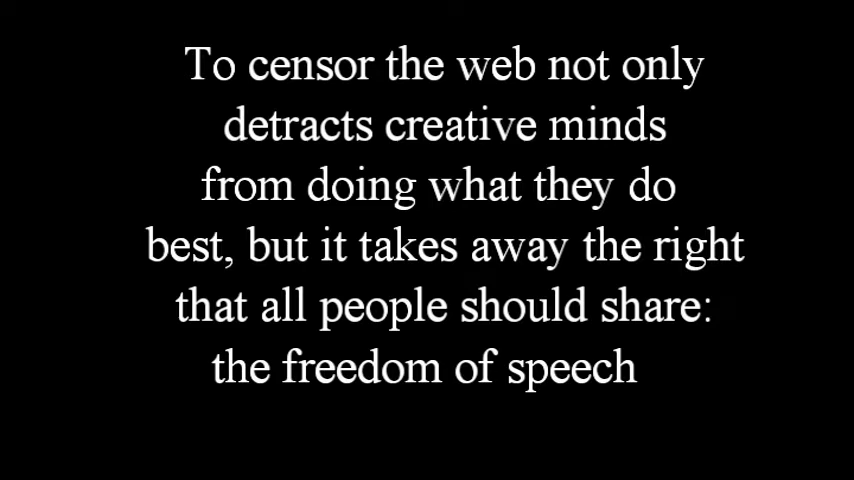 To censor the web not only
detracts creative minds
from doing what they do
best, but it takes away the right
that all people should share:
the freedom of speech